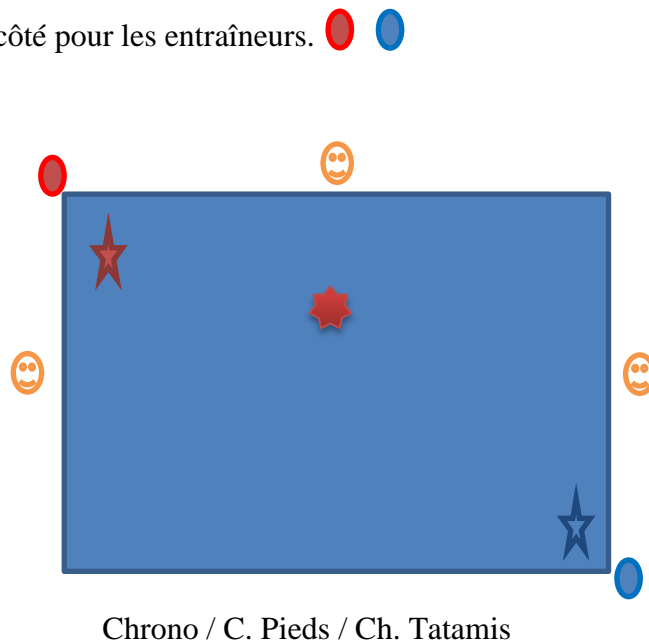 côté pour les entraîneurs.
Chrono / C. Pieds / Ch. Tatamis